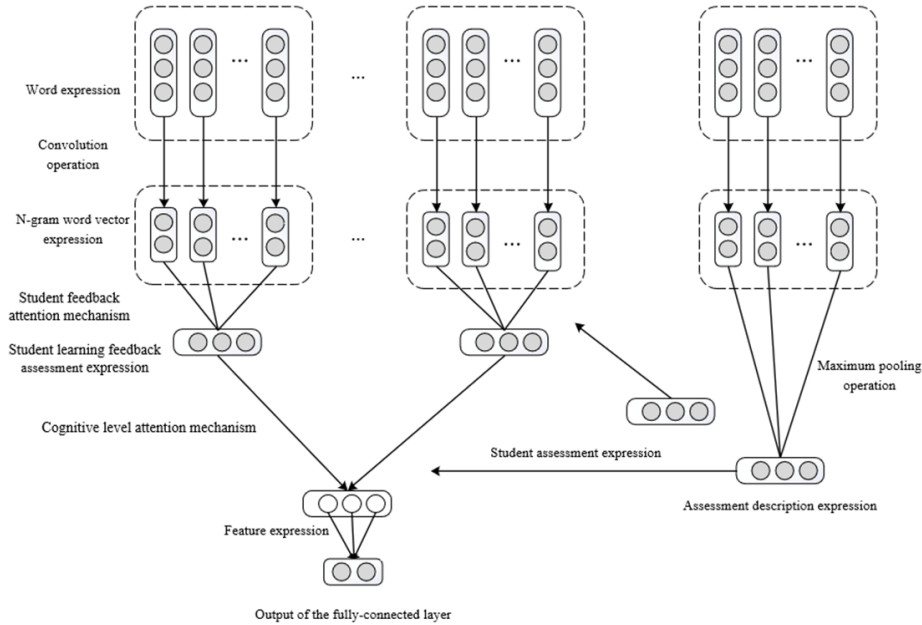 ...
...
...
...
Word expression
Convolution
operation
N-gram word vector
expression
...
...
...
...
Student feedback
attention mechanism
Student learning feedback
assessment expression
Maximum pooling
operation
Cognitive level attention mechanism
Student assessment expression
Assessment description expression
Feature expression
Output of the fully-connected layer